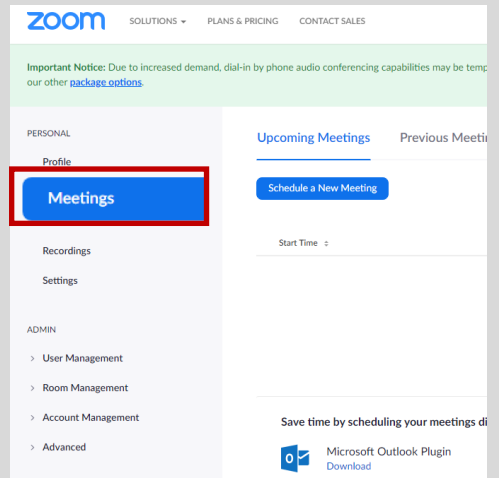 zoom SOLUTIONS PLANS & PRICING CONTACT SALES
Important Notice: Due to increased demand, dial-in by phone audio conferencing capabilities may be temp
our other package options.
PERSONAL
Upcoming Meetings Previous Meetin
Profile
Meetings
Schedule a New Meeting
Start Time
Recordings
Settings
ADMIN
User Management
Room Management
Account Management
Advanced
Save time by scheduling your meetings di
Microsoft Outlook Plugin
Download